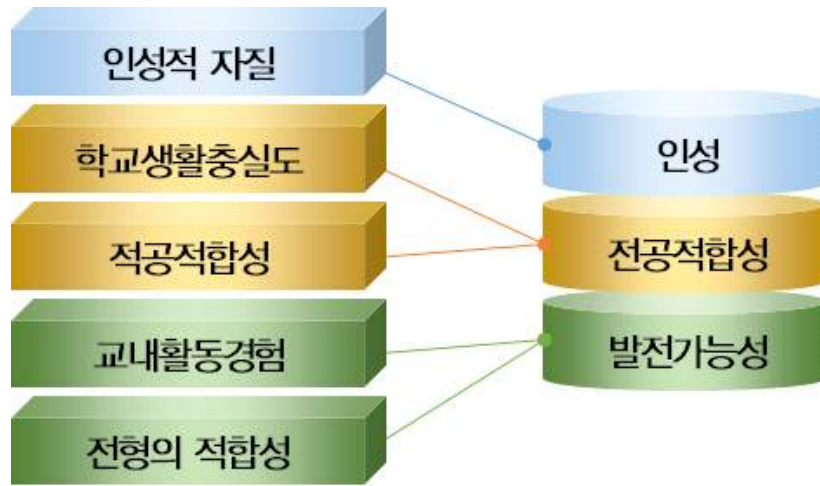 인성적 자질
학교생활충실도
적공적합성
교내활동경험
전형의 적합성
인성
전공적합성
발전가능성